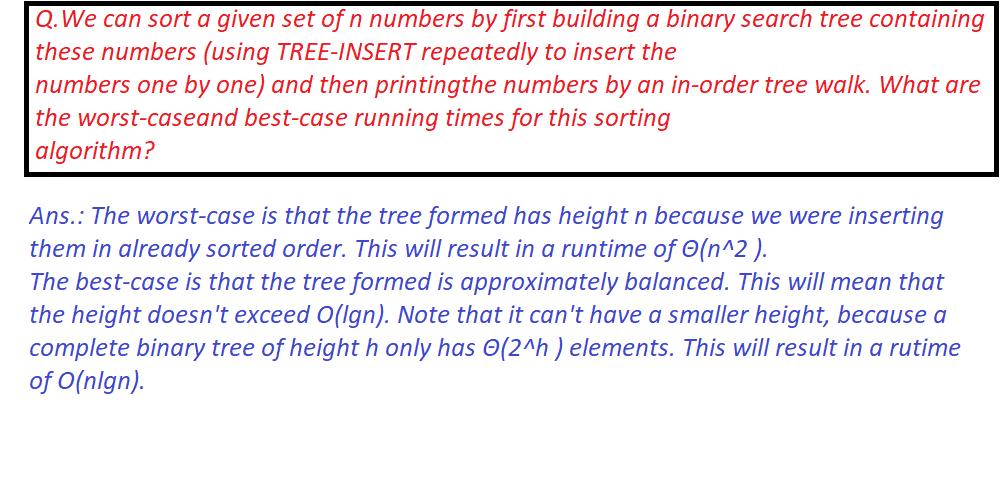 Q.We can sort a given set of n numbers by first building a binary search tree containing
these numbers (using TREE-INSERT repeatedly to insert the
numbers one by one) and then printingthe numbers by an in-order tree walk. What are
the worst-caseand best-case running times for this sorting
algorithm?
Ans.: The worst-case is that the tree formed has height n because we were inserting
them in already sorted order. This will result in a runtime of Θ(n^2 ).
The best-case is that the tree formed is approximately balanced. This will mean that
the height doesn't exceed O(lgn). Note that it can't have a smaller height, because a
complete binary tree of height h only has Θ(2^h ) elements. This will result in a rutime
of O(nlgn).